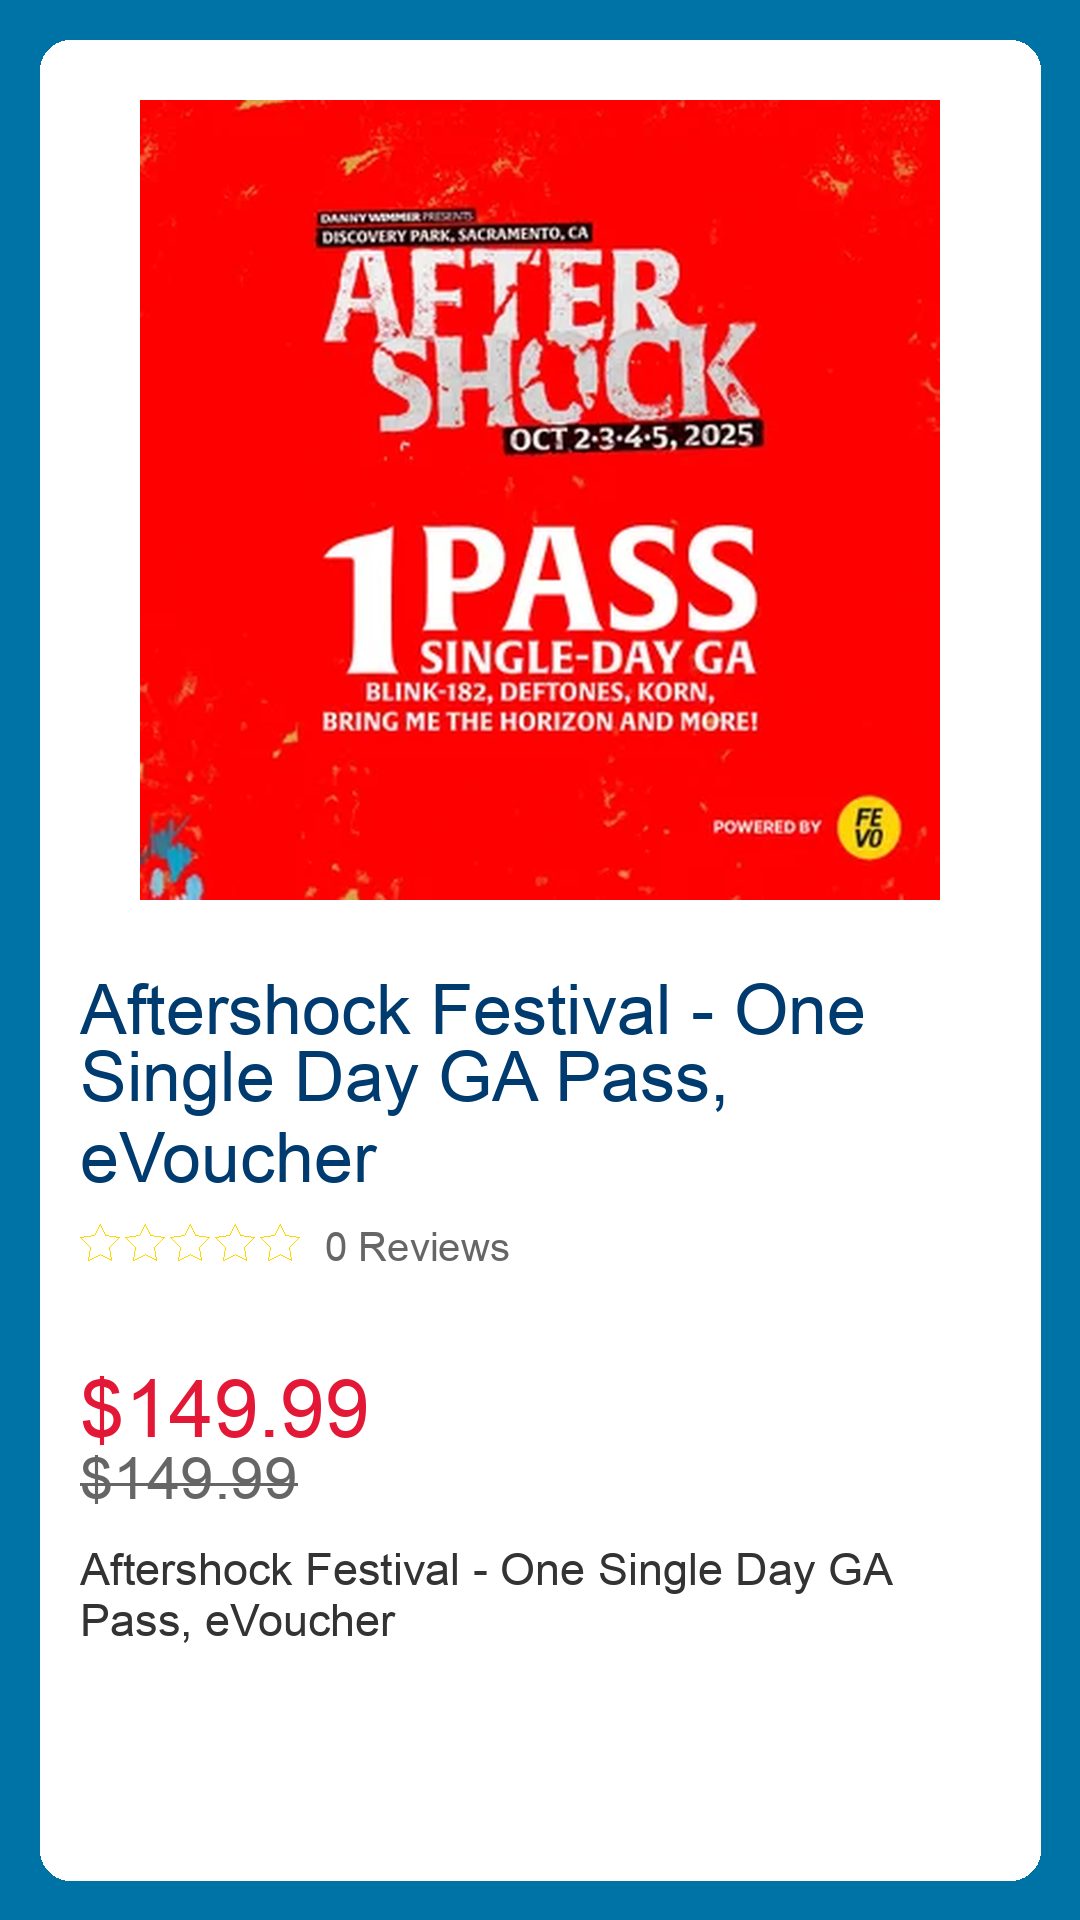 DANNY WIMMER PRESENTS
DISCOVERY PARK, SACRAMENTO, CA
AFTER
SHOCK
OCT 2·3·4·5, 2025
1 PASS
SINGLE-DAY GA
BLINK-182, DEFTONES, KORN,
BRING ME THE HORIZON AND MORE!
POWERED BY
FE
VO
Aftershock Festival - One
Single Day GA Pass,
eVoucher
0 Reviews
$149.99
$149.99
Aftershock Festival - One Single Day GA
Pass, eVoucher